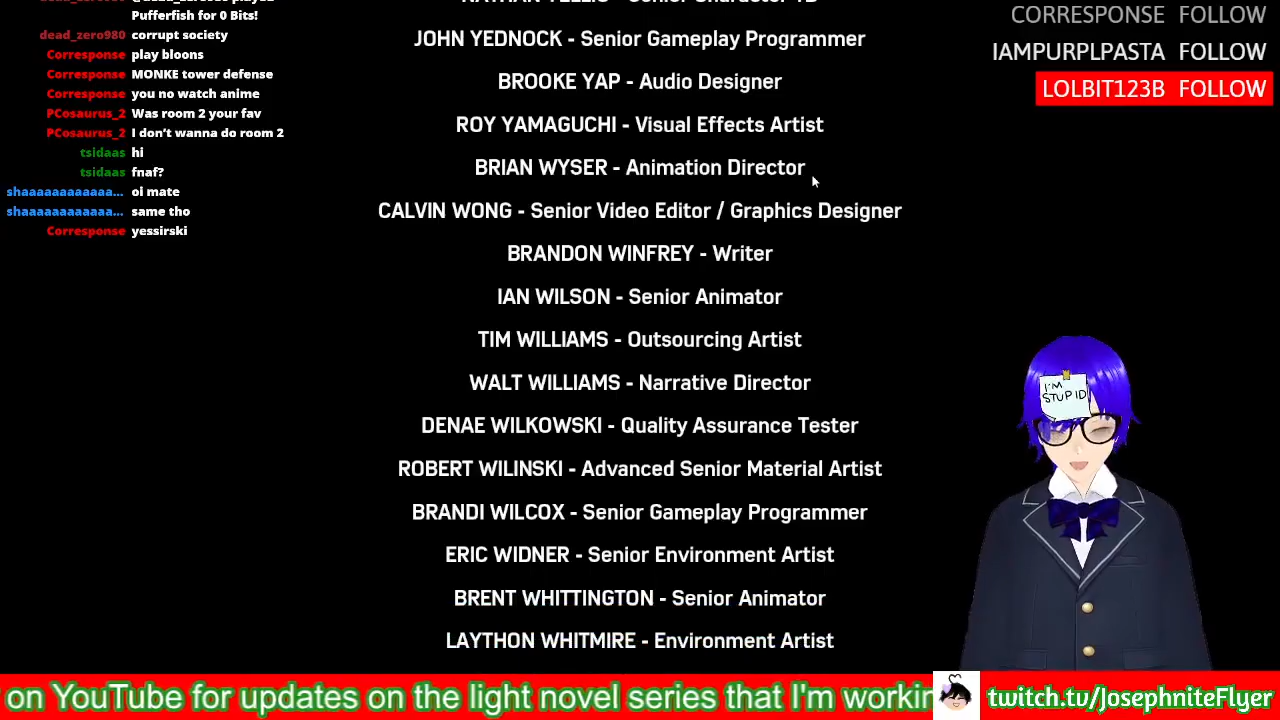 Pufferfish for 0 Bits!
dead_zero980 corrupt society
Corresponse play bloons
Corresponse MONKE tower defense
Corresponse you no watch anime
PCosaurus_2 Was room 2 your fav
PCosaurus_2 I don’t wanna do room 2
tsidaas hi
tsidaas fnaf?
shaaaaaaaaaaaa... oi mate
shaaaaaaaaaaaa... same tho
Corresponse yessirski
JOHN YEDNOCK - Senior Gameplay Programmer
BROOKE YAP - Audio Designer
ROY YAMAGUCHI - Visual Effects Artist
BRIAN WYSER - Animation Director
CALVIN WONG - Senior Video Editor / Graphics Designer
BRANDON WINFREY - Writer
IAN WILSON - Senior Animator
TIM WILLIAMS - Outsourcing Artist
WALT WILLIAMS - Narrative Director
DENAE WILKOWSKI - Quality Assurance Tester
ROBERT WILINSKI - Advanced Senior Material Artist
BRANDI WILCOX - Senior Gameplay Programmer
ERIC WIDNER - Senior Environment Artist
BRENT WHITTINGTON - Senior Animator
LAYTHON WHITMIRE - Environment Artist
CORRESPONSE FOLLOW
IAMPURPLPASTA FOLLOW
LOLBIT123B FOLLOW
I'M
STUPID
on YouTube for updates on the light novel series that I'm workin
twitch.tv/JosephniteFlyer